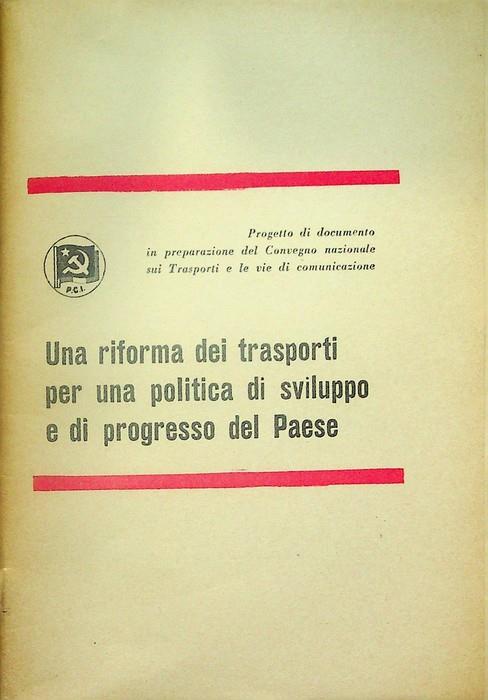 Progetto di documento
in preparazione del Convegno nazionale
sui Trasporti e le vie di comunicazione
P.C.I.
Una riforma dei trasporti
per una politica di sviluppo
e di progresso del Paese